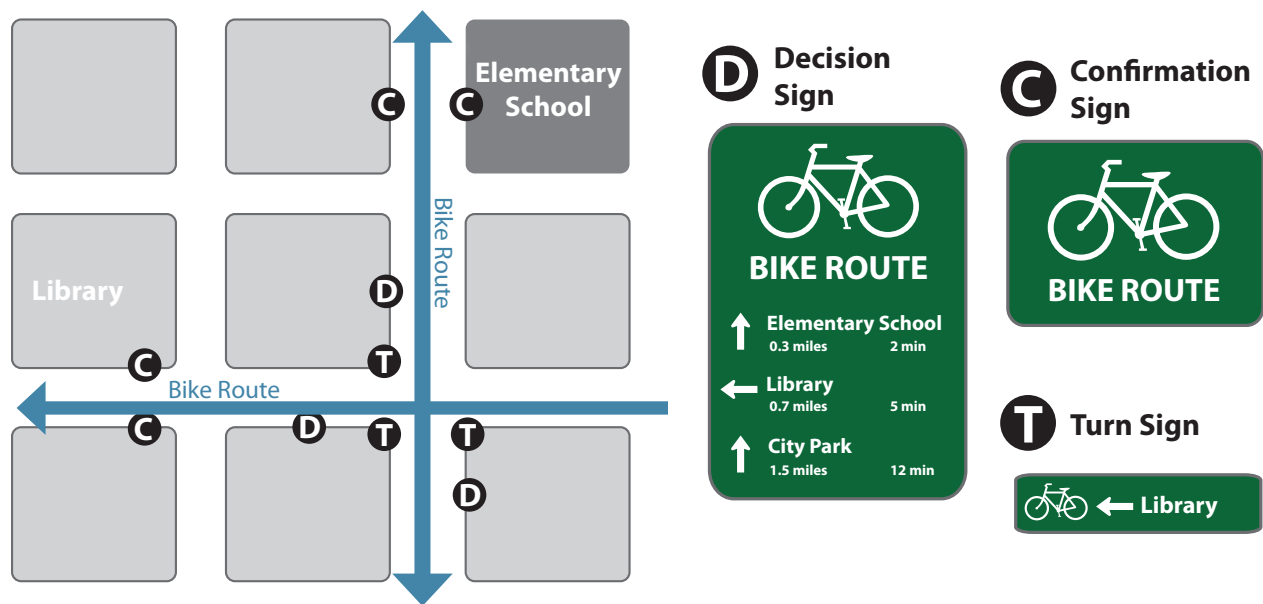 Elementary
School
C
C
Bike Route
Library
D
T
C
Bike Route
C
D
T
T
D
D
Decision
Sign
BIKE ROUTE
Elementary School
0.3 miles 2 min
Library
0.7 miles 5 min
City Park
1.5 miles 12 min
C
Confirmation
Sign
BIKE ROUTE
T
Turn Sign
Library